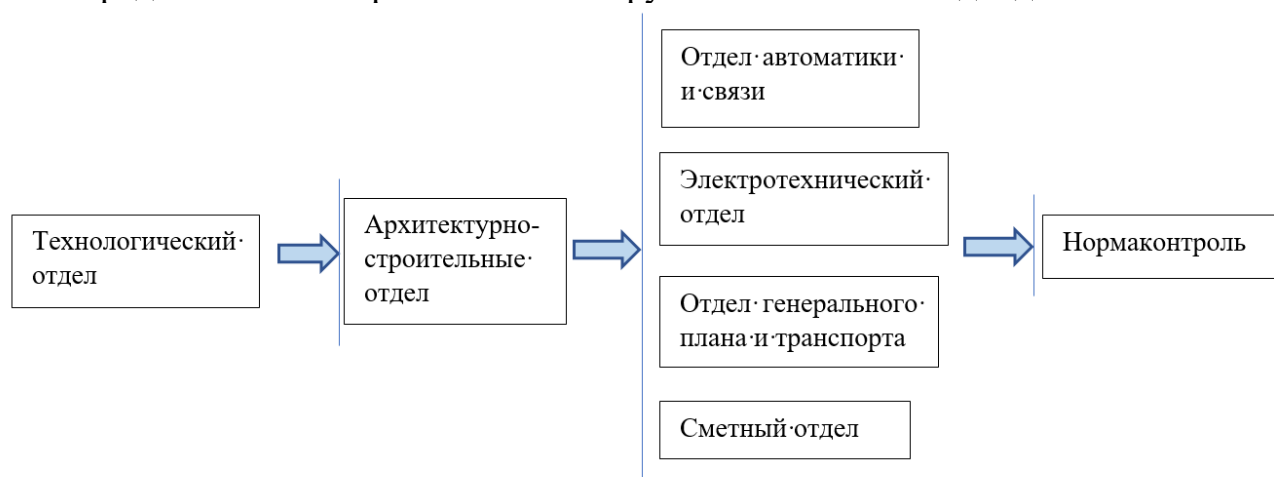 Технологический·
отдел
Архитектурно-
строительные·
отдел
Отдел·автоматики·
и·связи
Электротехнический·
отдел
Отдел·генерального·
плана·и·транспорта
Сметный·отдел
Нормаконтроль